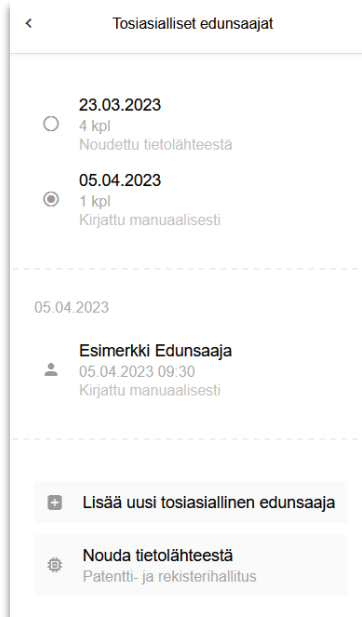 Tosiasialliset edunsaajat
23.03.2023
4 kpl
Noudettu tietolähteestä
05.04.2023
1 kpl
Kirjattu manuaalisesti
05.04.2023
Esimerkki Edunsaaja
05.04.2023 09:30
Kirjattu manuaalisesti
Lisää uusi tosiasiallinen edunsaaja
Nouda tietolähteestä
Patentti- ja rekisterihallitus